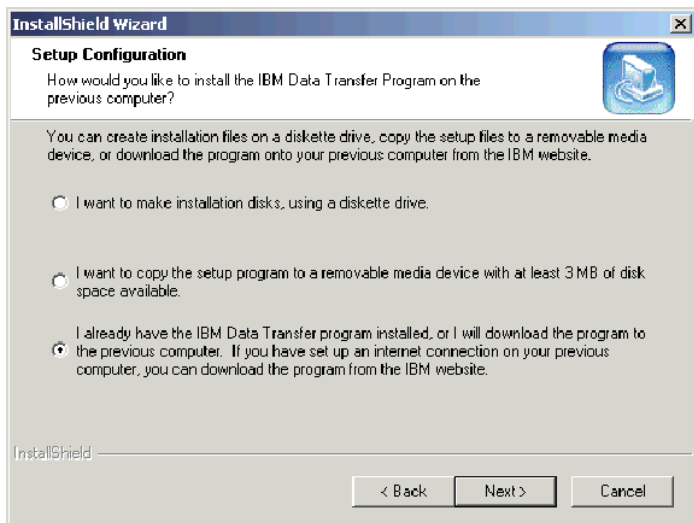 InstallShield Wizard
Setup Configuration
How would you like to install the IBM Data Transfer Program on the
previous computer?
You can create installation files on a diskette drive, copy the setup files to a removable media
device, or download the program onto your previous computer from the IBM website.
I want to make installation disks, using a diskette drive.
I want to copy the setup program to a removable media device with at least 3 MB of disk
space available.
I already have the IBM Data Transfer program installed, or I will download the program to
the previous computer. If you have set up an internet connection on your previous
computer, you can download the program from the IBM website.
InstallShield
< Back Next > Cancel